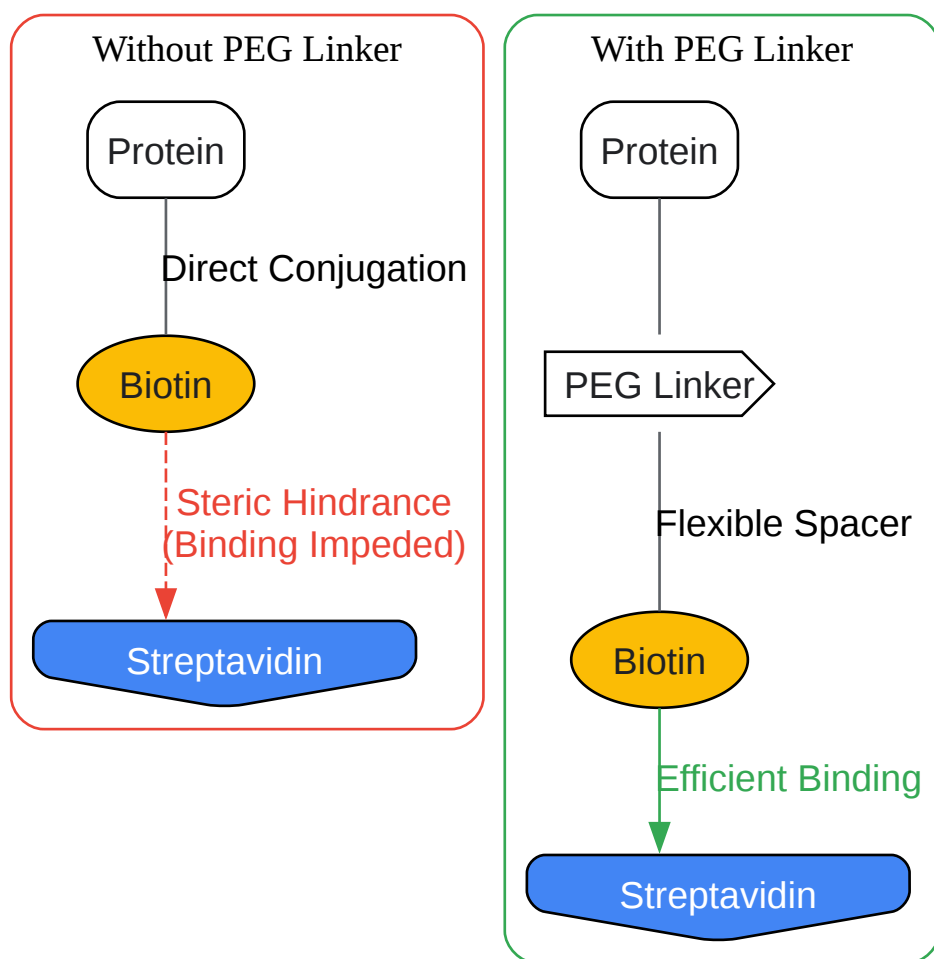 Without PEG Linker
Protein
Direct Conjugation
Biotin
Steric Hindrance
(Binding Impeded)
Streptavidin
With PEG Linker
Protein
PEG Linker
Flexible Spacer
Biotin
Efficient Binding
Streptavidin